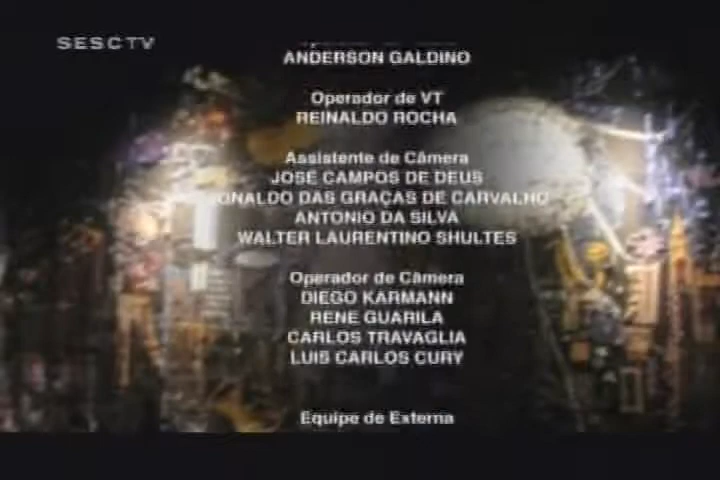 SESCTV
ANDERSON GALDINO
Operador de VT
REINALDO ROCHA
Assistente de Câmera
JOSÉ CAMPOS DE DEUS
DAS GRAÇAS DE CARVALHO
ANTONIO DA SILVA
WALTER LAURENTINO SHULTES
Operador de Câmera
DIEGO KARMANN
RENE GUARILA
CARLOS TRAVAGLIA
LUIS CARLOS CURY
Equipe de Externa